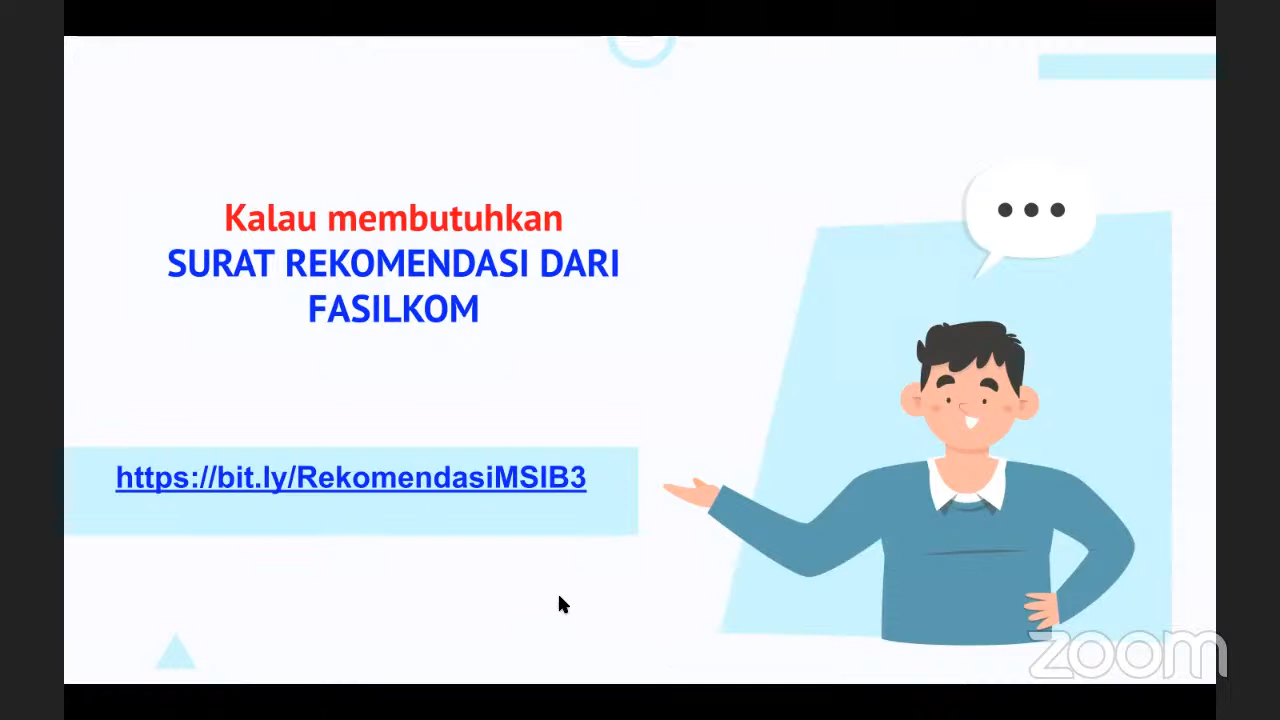 Kalau membutuhkan
SURAT REKOMENDASI DARI
FASILKOM
https://bit.ly/RekomendasiMSIB3
zoom